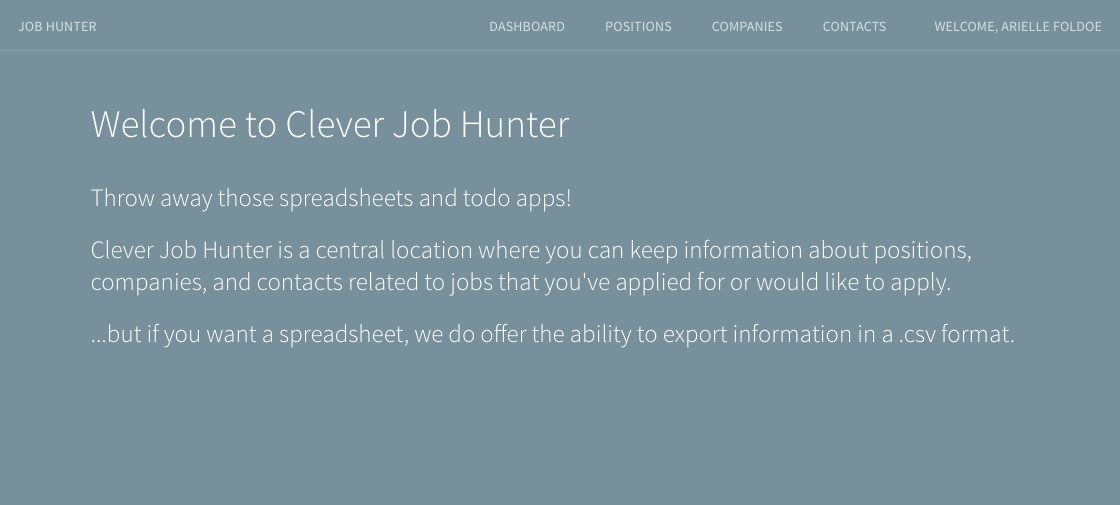 JOB HUNTER DASHBOARD POSITIONS COMPANIES CONTACTS WELCOME, ARIELLE FOLDOE
Welcome to Clever Job Hunter
Throw away those spreadsheets and todo apps!
Clever Job Hunter is a central location where you can keep information about positions,
companies, and contacts related to jobs that you've applied for or would like to apply.
...but if you want a spreadsheet, we do offer the ability to export information in a .csv format.